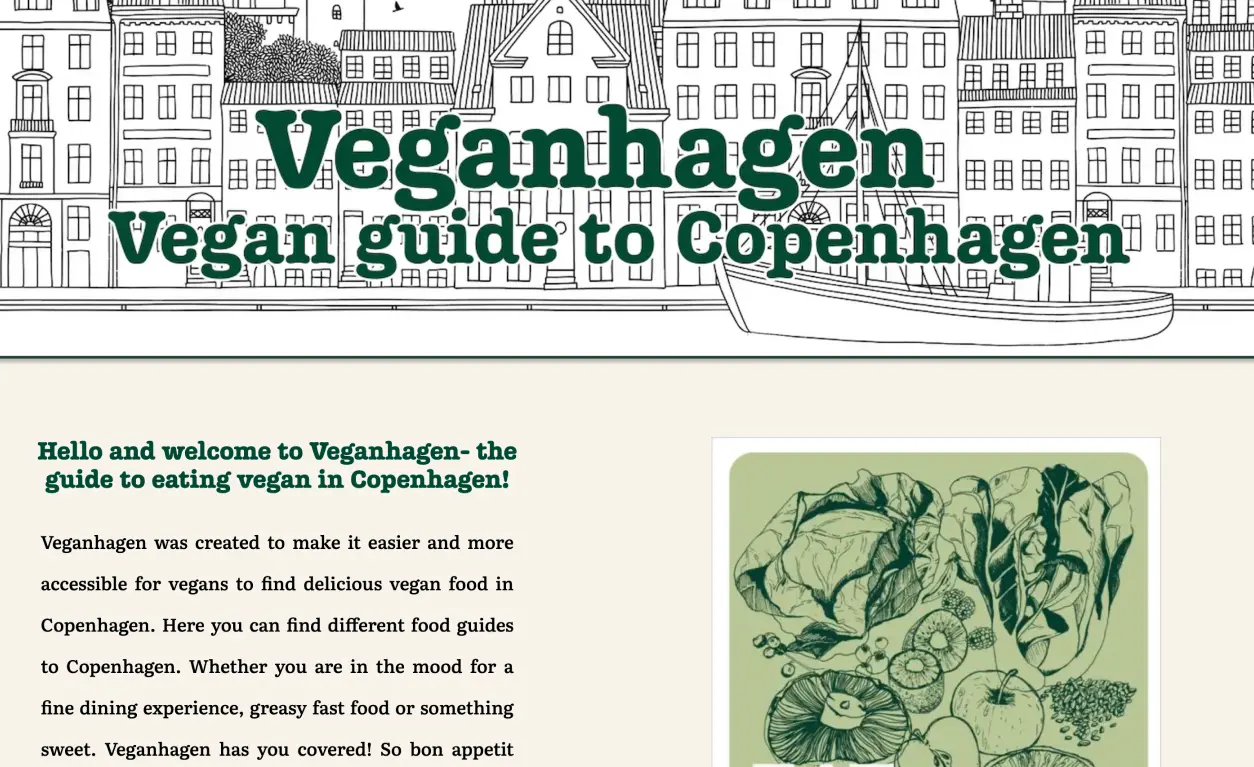 Veganhagen
Vegan guide to Copenhagen
Hello and welcome to Veganhagen- the
guide to eating vegan in Copenhagen!
Veganhagen was created to make it easier and more
accessible for vegans to find delicious vegan food in
Copenhagen. Here you can find different food guides
to Copenhagen. Whether you are in the mood for a
fine dining experience, greasy fast food or something
sweet. Veganhagen has you covered! So bon appetit